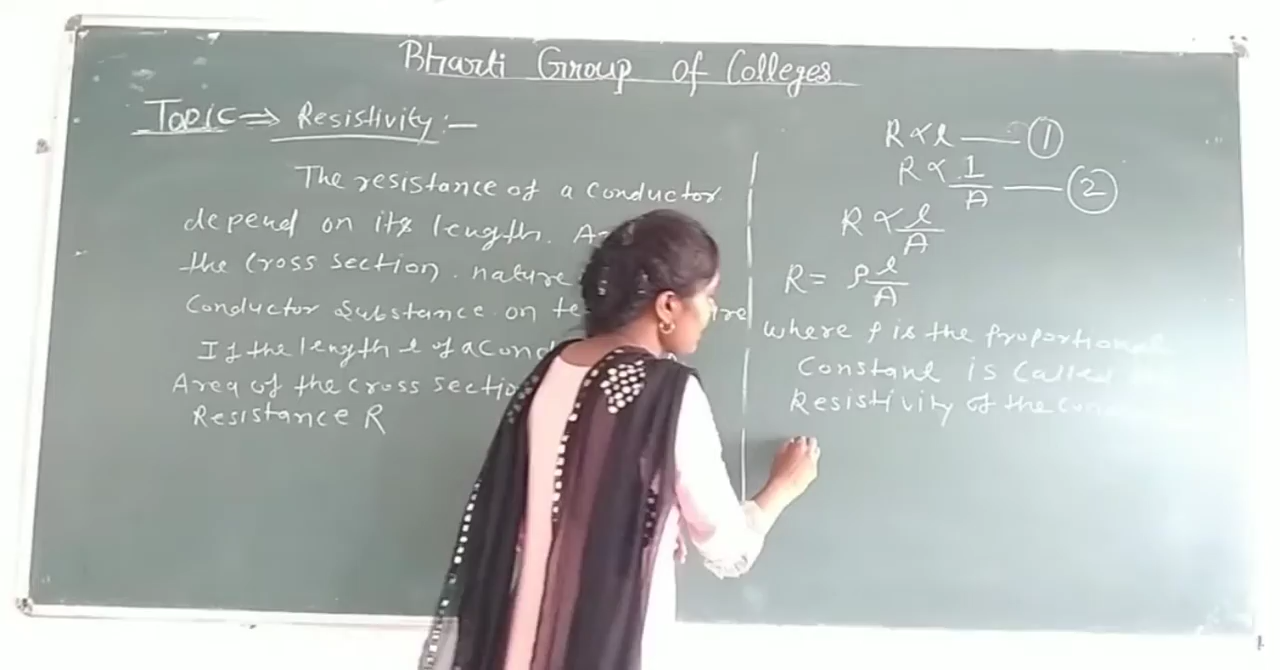 Bharti Group of Colleges
TOPIC ⇒ Resistivity :-
The resistance of a conductor
depend on its length. A
the cross section. nature
Conductor Substance. on te
If the length l of a Cond
Area of the cross section
Resistance R
R ∝ l — ①
R ∝ 1/A — ②
R ∝ l/A
R = ρ l/A
where ρ is the proportional
Constant is called
Resistivity of the